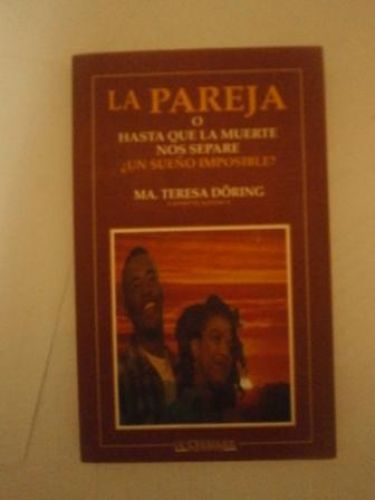 LA PAREJA
O
HASTA QUE LA MUERTE
NOS SEPARE
¿UN SUEÑO IMPOSIBLE?
MA. TERESA DÖRING